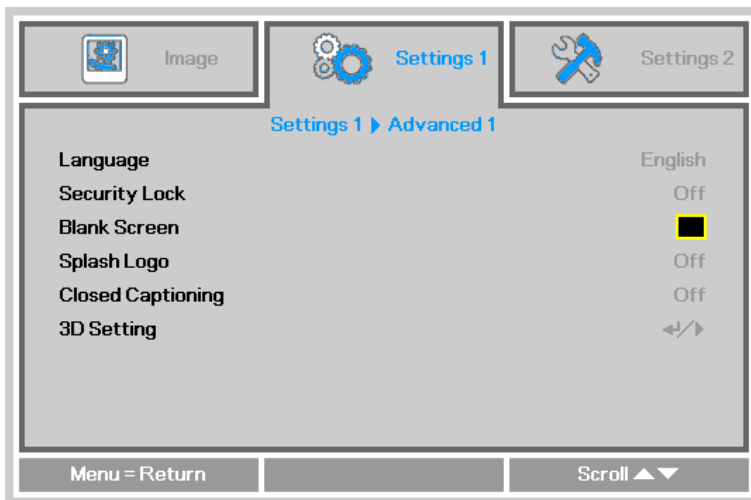 Image
Settings 1
Settings 2
Settings 1 Advanced 1
Language English
Security Lock Off
Blank Screen
Splash Logo Off
Closed Captioning Off
3D Setting
Menu = Return
Scroll